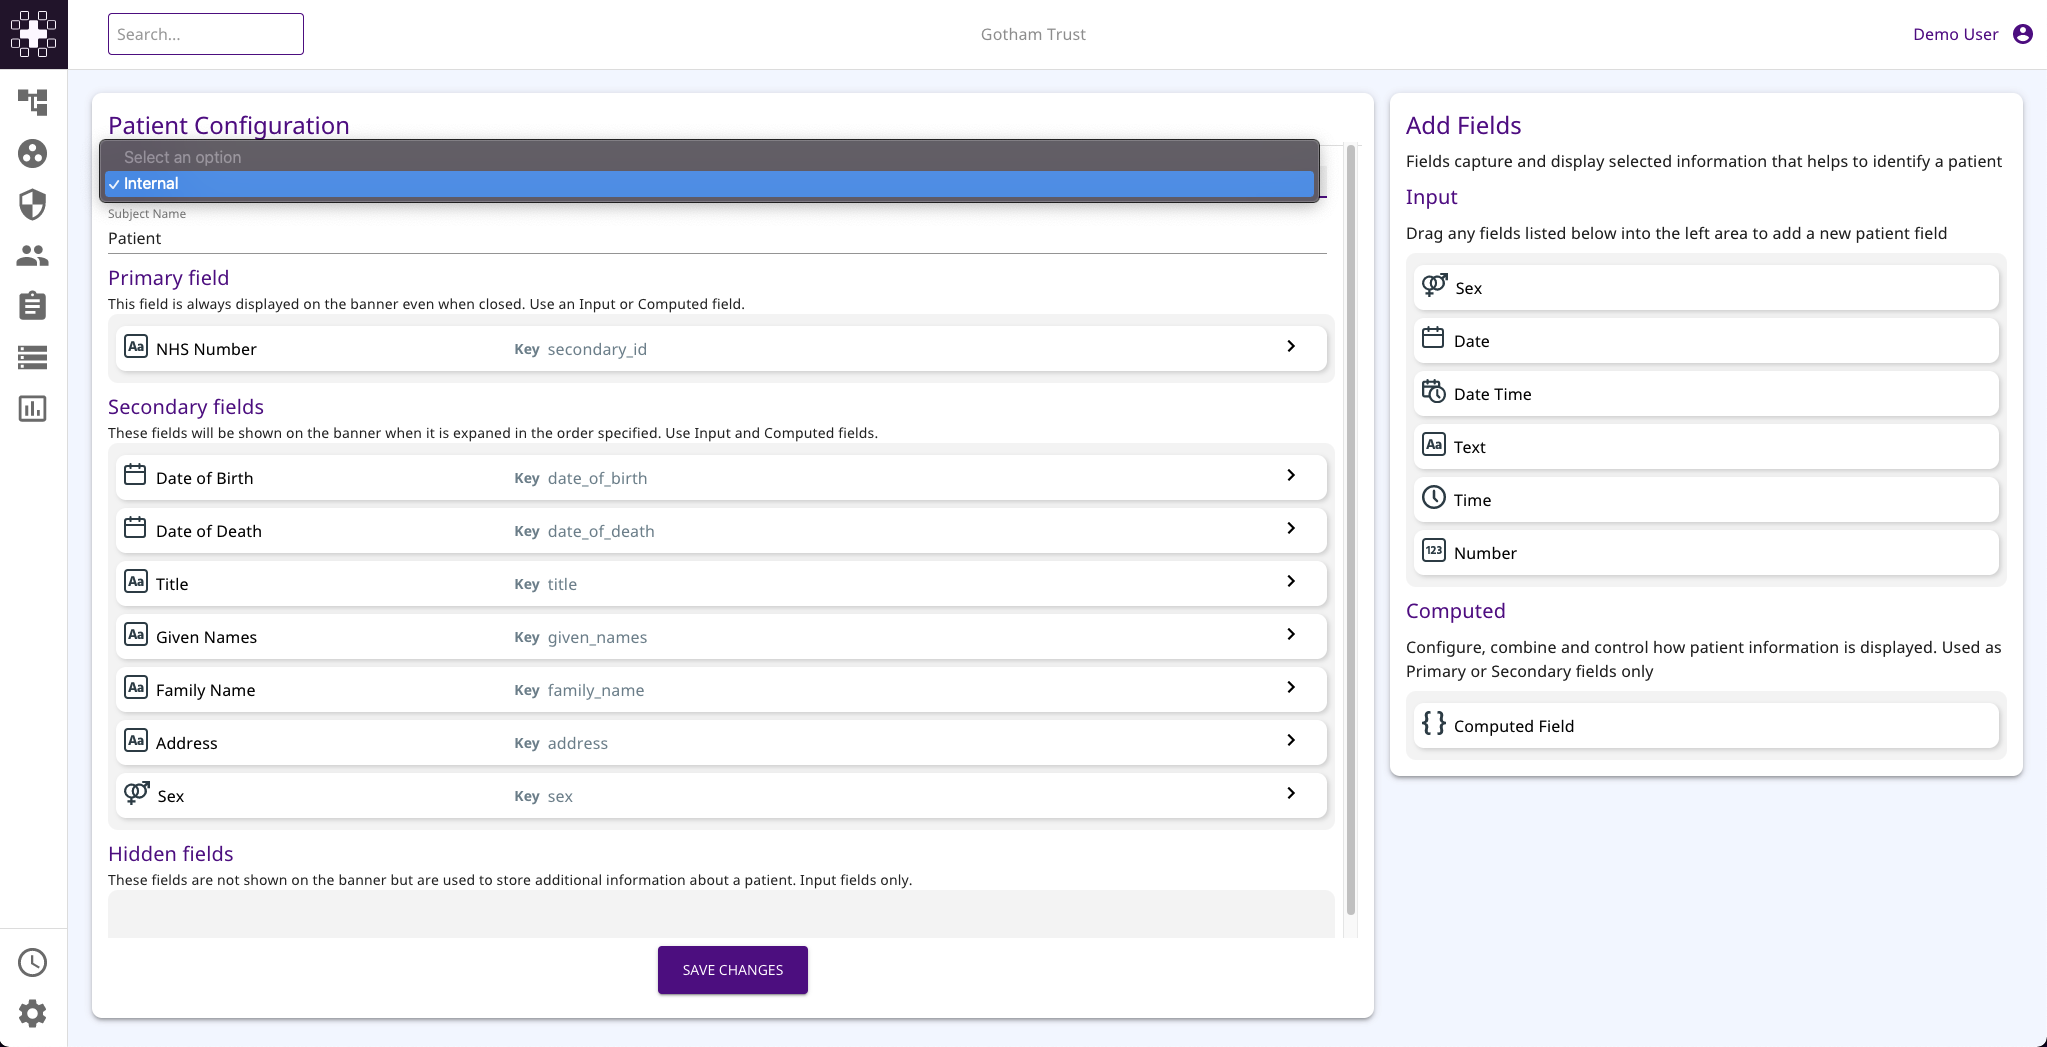 Search...
Gotham Trust
Demo User
Patient Configuration
Select an option
✓ Internal
Subject Name
Patient
Primary field
This field is always displayed on the banner even when closed. Use an Input or Computed field.
Aa NHS Number Key secondary_id
Secondary fields
These fields will be shown on the banner when it is expaned in the order specified. Use Input and Computed fields.
Date of Birth Key date_of_birth
Date of Death Key date_of_death
Aa Title Key title
Aa Given Names Key given_names
Aa Family Name Key family_name
Aa Address Key address
Sex Key sex
Hidden fields
These fields are not shown on the banner but are used to store additional information about a patient. Input fields only.
SAVE CHANGES
Add Fields
Fields capture and display selected information that helps to identify a patient
Input
Drag any fields listed below into the left area to add a new patient field
Sex
Date
Date Time
Aa Text
Time
123 Number
Computed
Configure, combine and control how patient information is displayed. Used as
Primary or Secondary fields only
{ } Computed Field